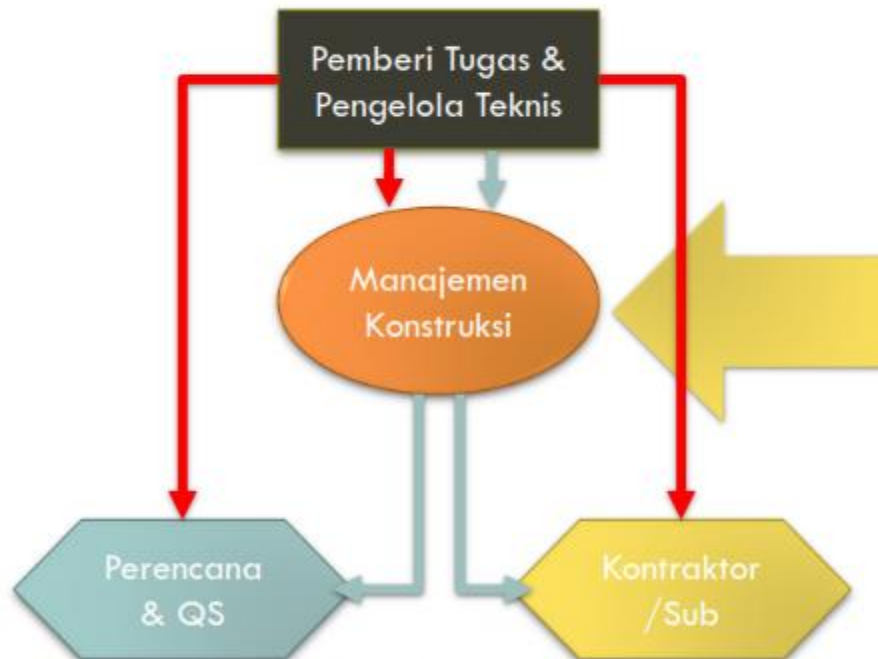 Pemberi Tugas &
Pengelola Teknis
Manajemen
Konstruksi
Perencana
& QS
Kontraktor
/Sub